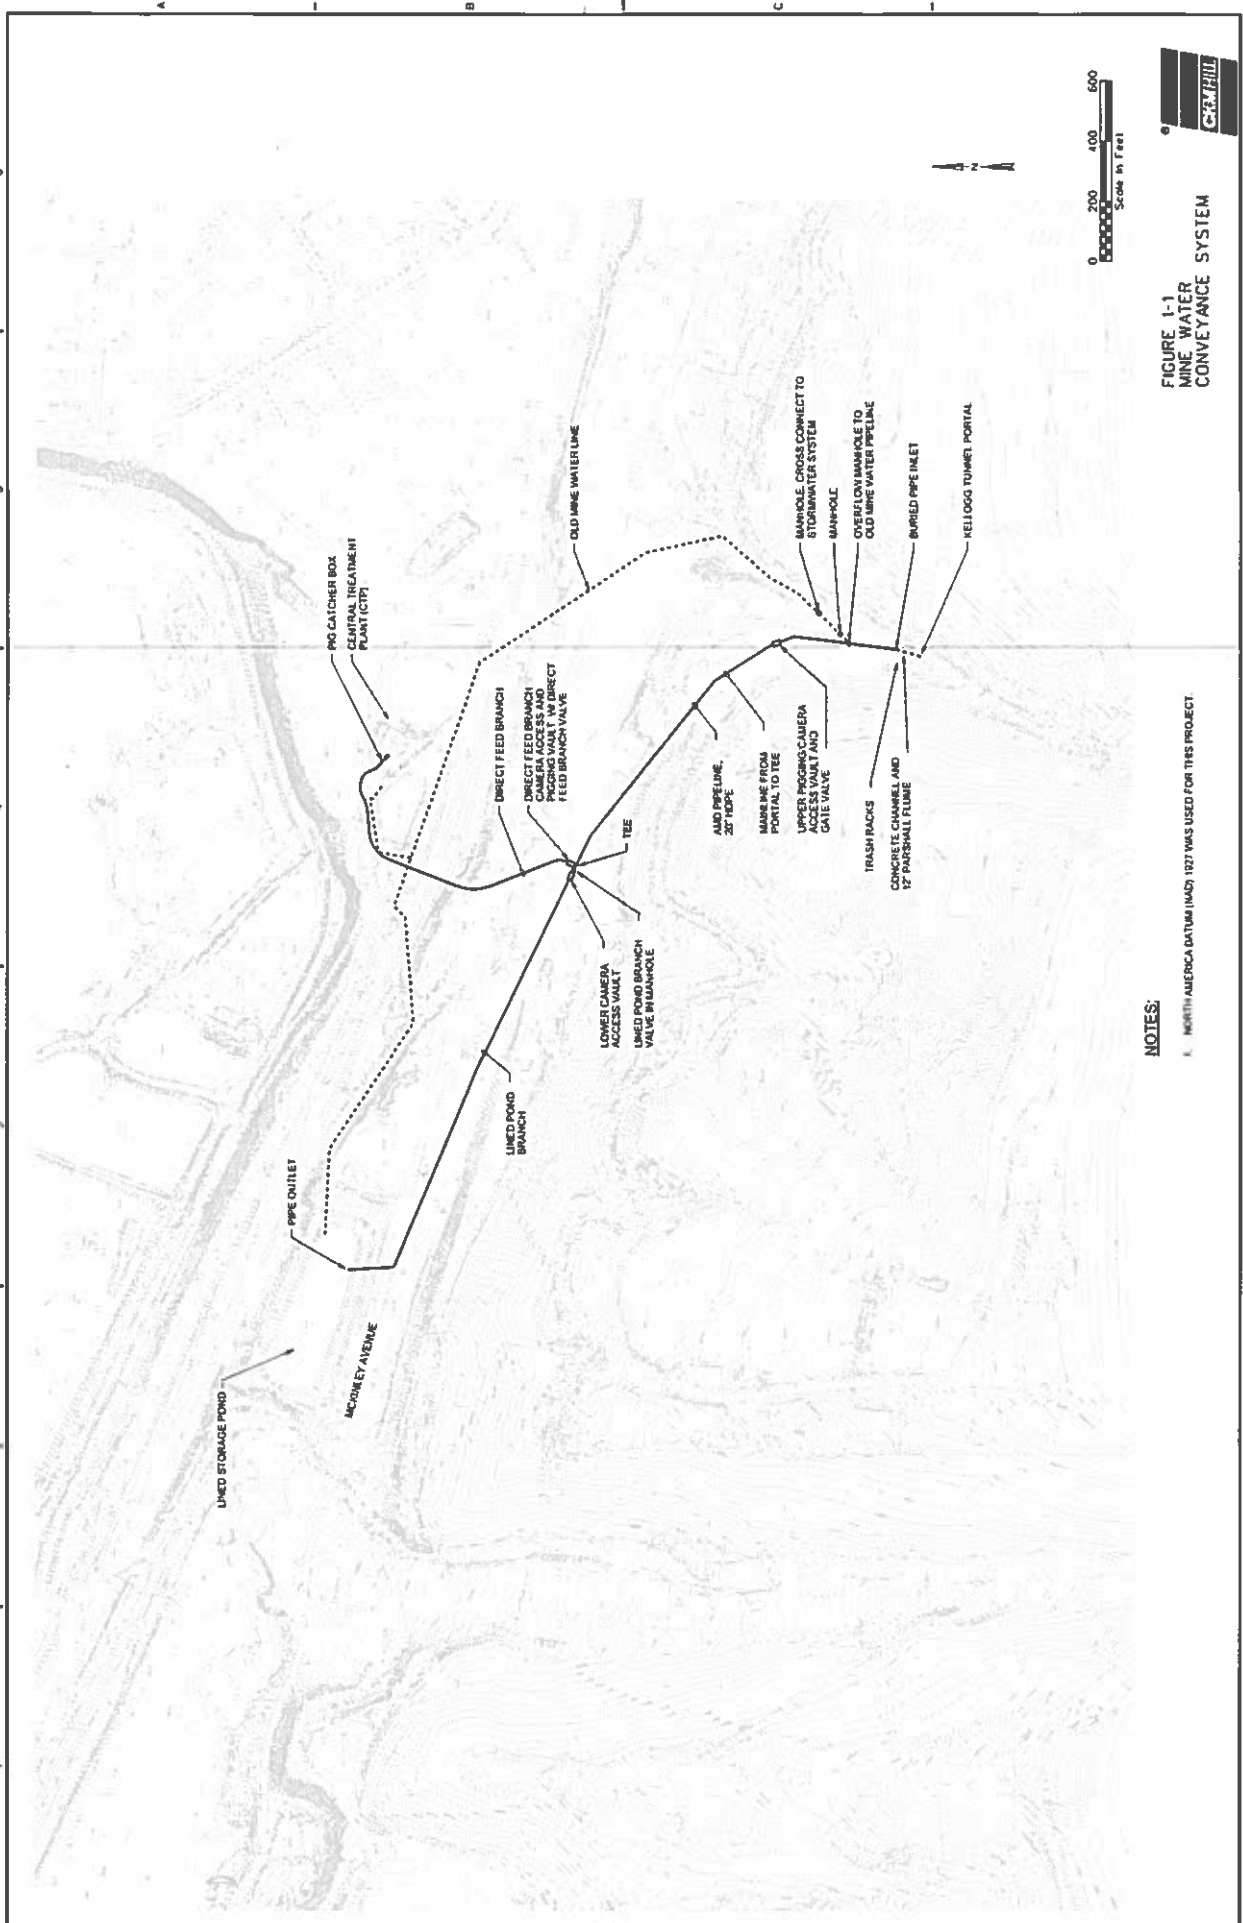 A
B
C
LINED STORAGE POND
PIPE OUTLET
MCKINLEY AVENUE
PIG CATCHER BOX
CENTRAL TREATMENT
PLANT (CTP)
OLD MINE WATER LINE
DIRECT FEED BRANCH
DIRECT FEED BRANCH
CAMERA ACCESS AND
PIGGING VAULT W/ DIRECT
FEED BRANCH VALVE
TEE
LINED POND
BRANCH
LOWER CAMERA
ACCESS VAULT
LINED POND BRANCH
VALVE IN MANHOLE
AMD PIPELINE,
20" HDPE
MAINLINE FROM
PORTAL TO TEE
UPPER PIGGING/CAMERA
ACCESS VAULT AND
GATE VALVE
MANHOLE, CROSS CONNECT TO
STORMWATER SYSTEM
MANHOLE
OVERFLOW MANHOLE TO
OLD MINE WATER PIPELINE
BURIED PIPE INLET
KELLOGG TUNNEL PORTAL
TRASH RACKS
CONCRETE CHANNEL AND
12" PARSHALL FLUME
N
0 200 400 600
Scale in Feet
NOTES:
1. NORTH AMERICA DATUM (NAD) 1927 WAS USED FOR THIS PROJECT.
FIGURE 1-1
MINE WATER
CONVEYANCE SYSTEM
CH2MHILL